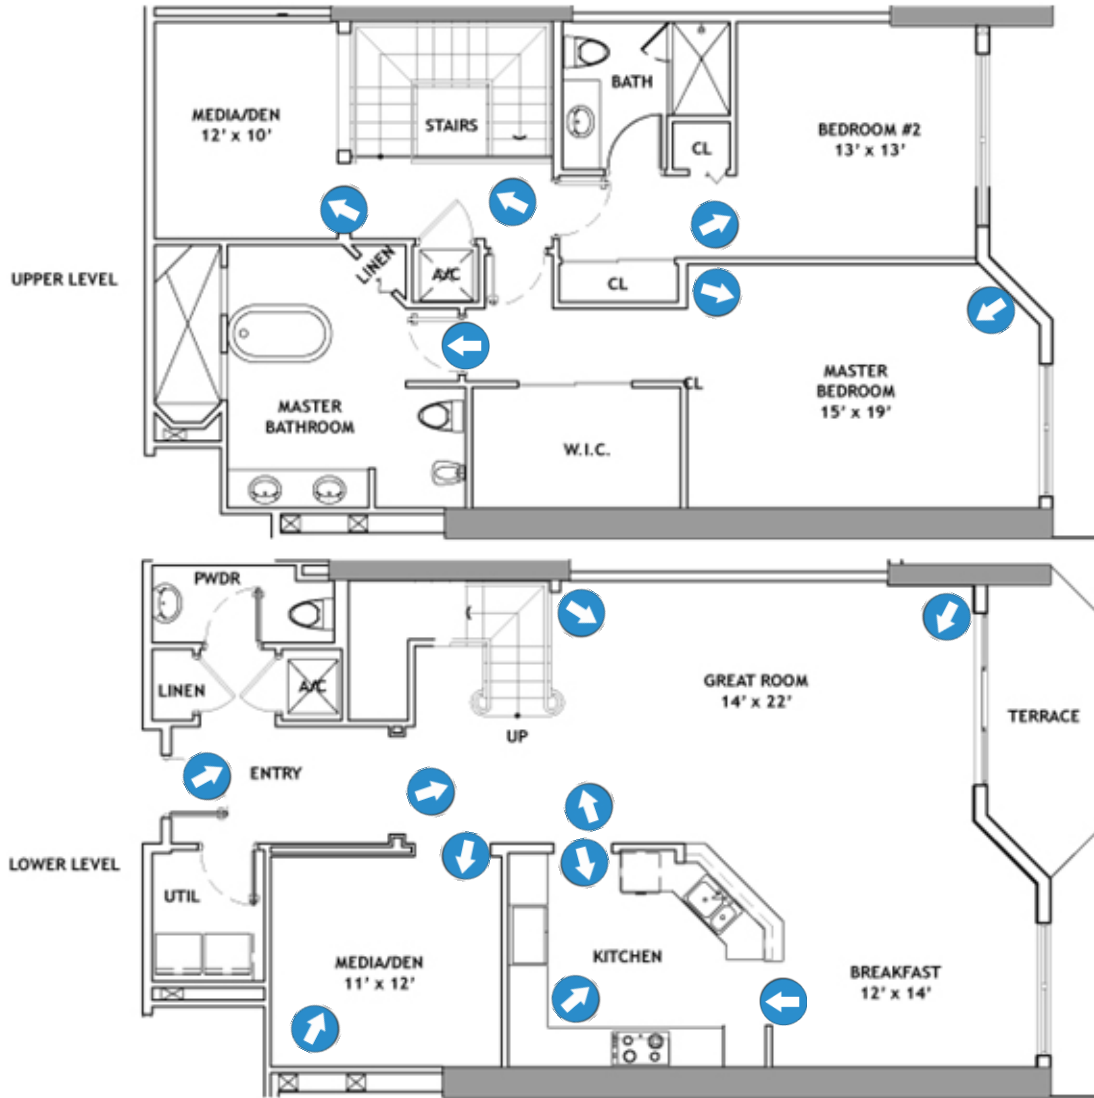 MEDIA/DEN
12' x 10'
STAIRS
BATH
CL
BEDROOM #2
13' x 13'
UPPER LEVEL
LINEN
A/C
CL
MASTER
BATHROOM
W.I.C.
CL
MASTER
BEDROOM
15' x 19'
PWDR
LINEN
A/C
UP
GREAT ROOM
14' x 22'
TERRACE
ENTRY
LOWER LEVEL
UTIL
MEDIA/DEN
11' x 12'
KITCHEN
BREAKFAST
12' x 14'